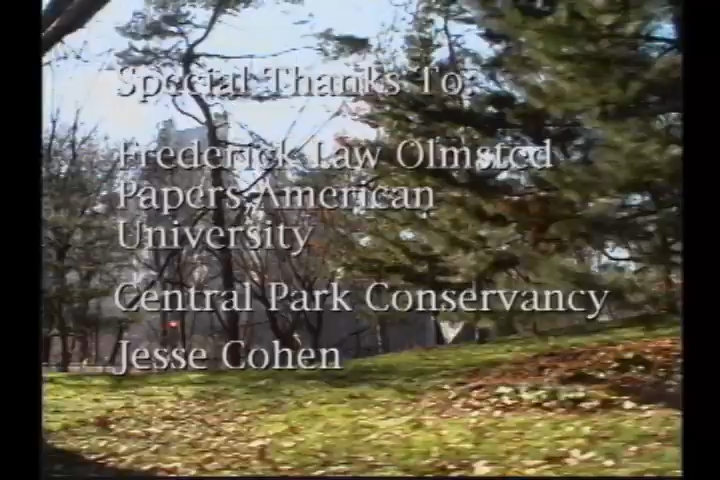 Special Thanks To:
Frederick Law Olmsted
Papers, American
University
Central Park Conservancy
Jesse Cohen